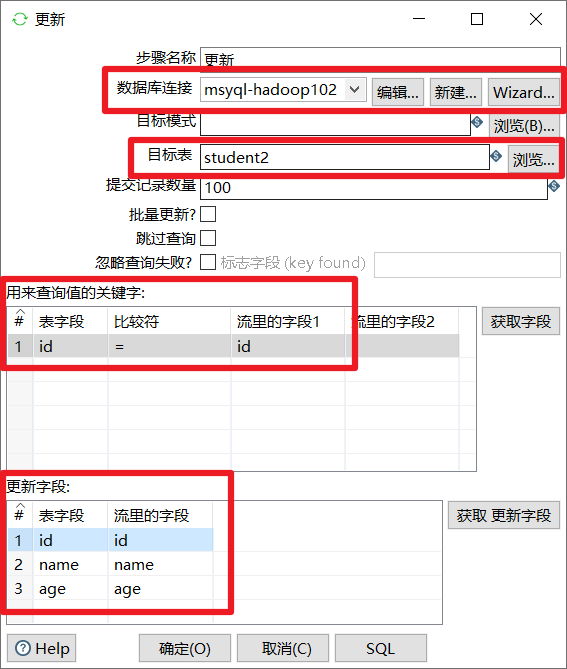 更新
步骤名称 更新
数据库连接 msyql-hadoop102 编辑... 新建... Wizard...
目标模式 浏览(B)...
目标表 student2 浏览...
提交记录数量 100
批量更新?
跳过查询
忽略查询失败? 标志字段 (key found)
用来查询值的关键字:
# 表字段 比较符 流里的字段1 流里的字段2 获取字段
1 id = id
更新字段:
# 表字段 流里的字段 获取 更新字段
1 id id
2 name name
3 age age
Help 确定(O) 取消(C) SQL